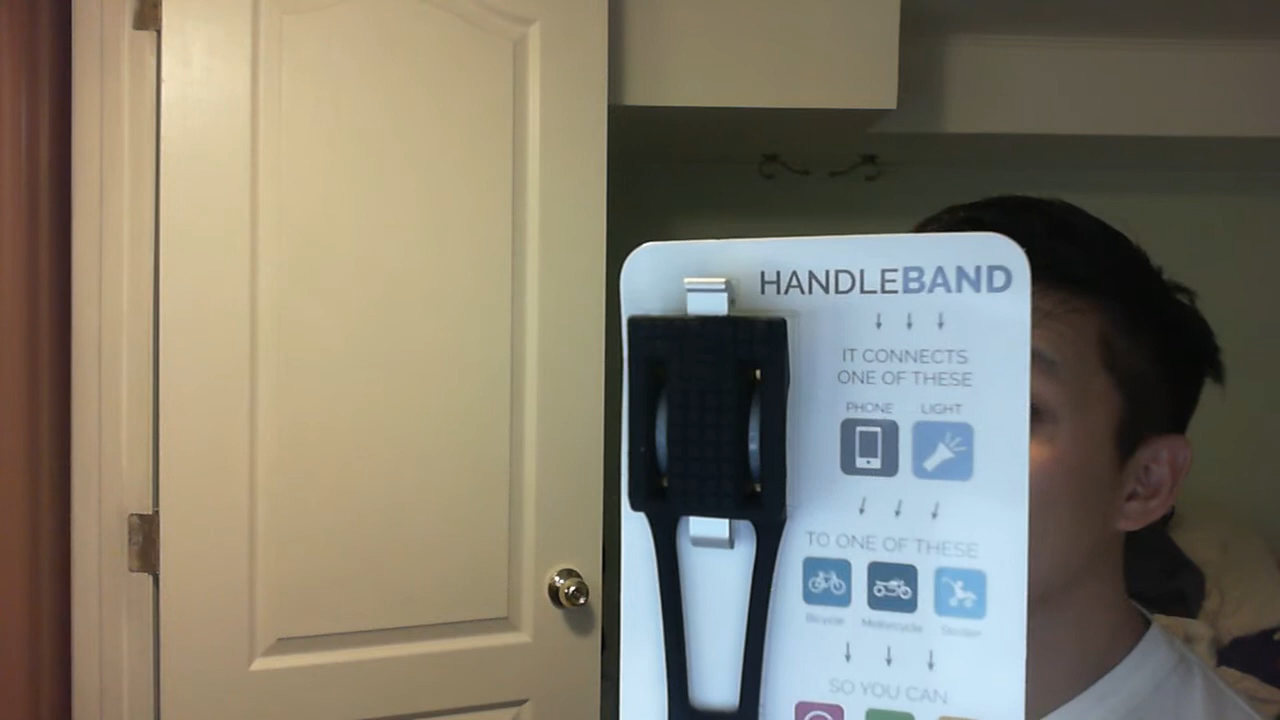 HANDLEBAND
IT CONNECTS
ONE OF THESE
PHONE LIGHT
TO ONE OF THESE
Bicycle Motorcycle Stroller
SO YOU CAN